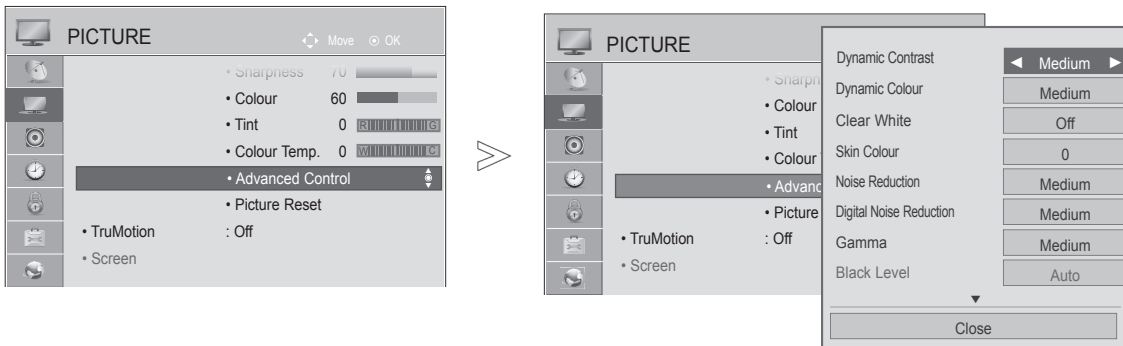 PICTURE Move OK
• Sharpness 70
• Colour 60
• Tint 0 R G
• Colour Temp. 0 W C
• Advanced Control
• Picture Reset
• TruMotion : Off
• Screen
PICTURE
• Sharpn
• Colour
• Tint
• Colour
• Advanc
• Picture
• TruMotion : Off
• Screen
Dynamic Contrast ◄ Medium ►
Dynamic Colour Medium
Clear White Off
Skin Colour 0
Noise Reduction Medium
Digital Noise Reduction Medium
Gamma Medium
Black Level Auto
▼
Close